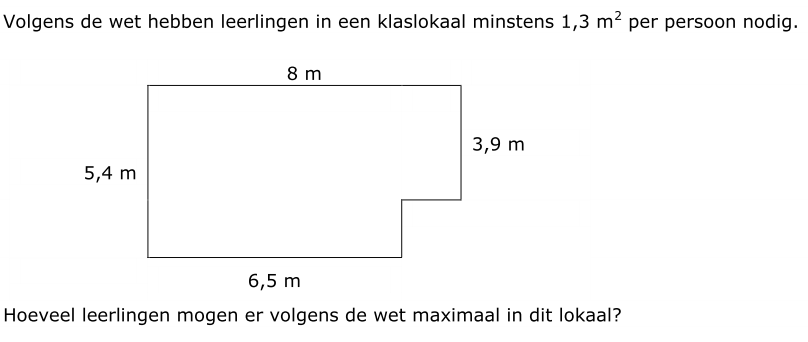 Volgens de wet hebben leerlingen in een klaslokaal minstens 1,3 m² per persoon nodig.
8 m
3,9 m
5,4 m
6,5 m
Hoeveel leerlingen mogen er volgens de wet maximaal in dit lokaal?